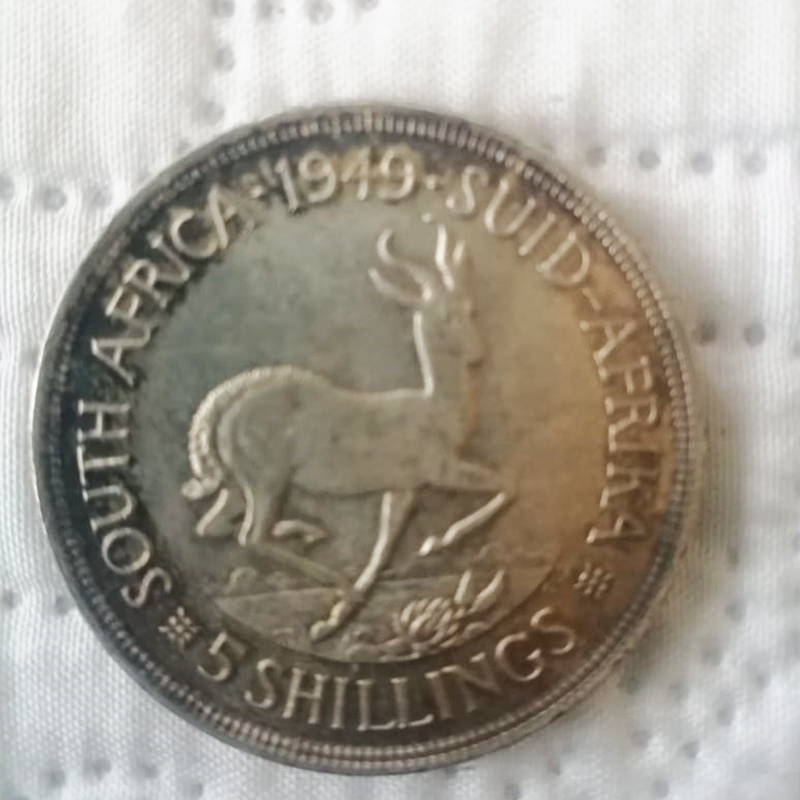 SOUTH AFRICA · 1949 · SUID-AFRIKA
5 SHILLINGS